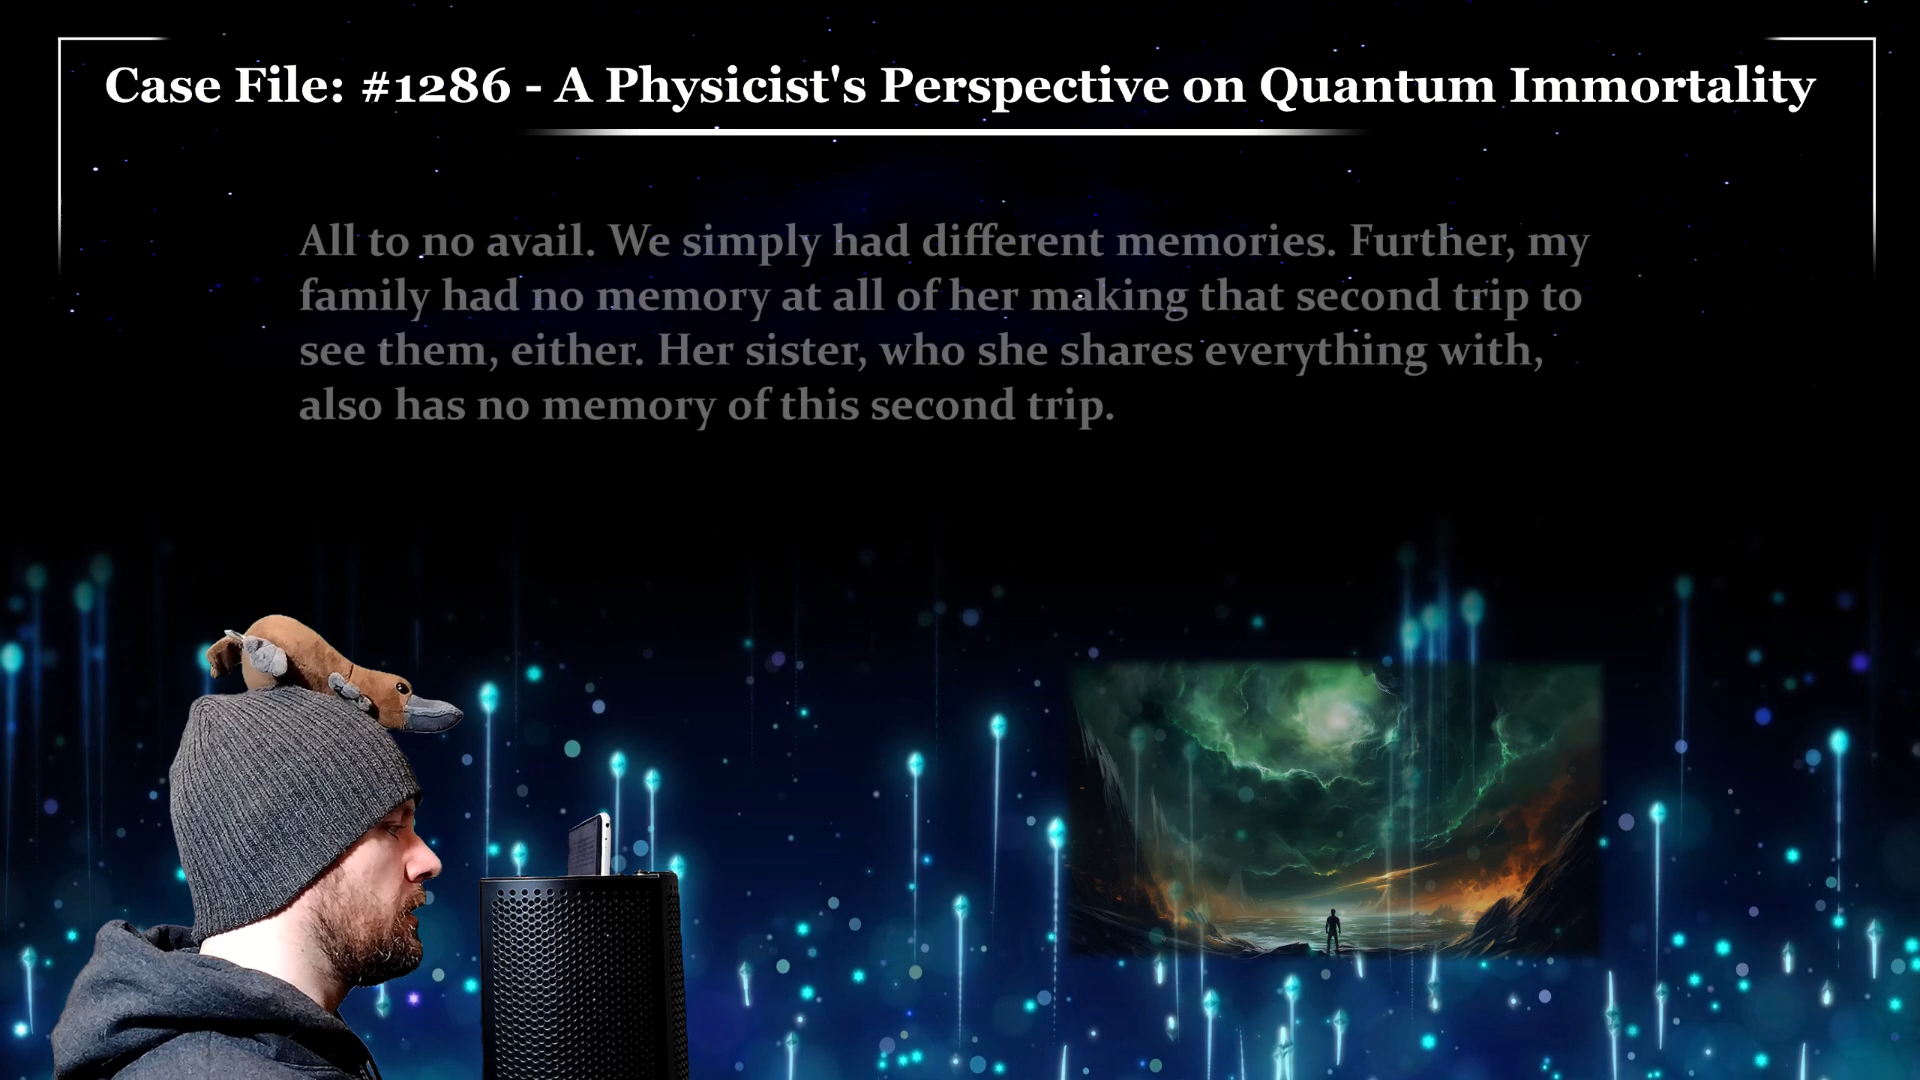 Case File: #1286 - A Physicist's Perspective on Quantum Immortality
All to no avail. We simply had different memories. Further, my
family had no memory at all of her making that second trip to
see them, either. Her sister, who she shares everything with,
also has no memory of this second trip.